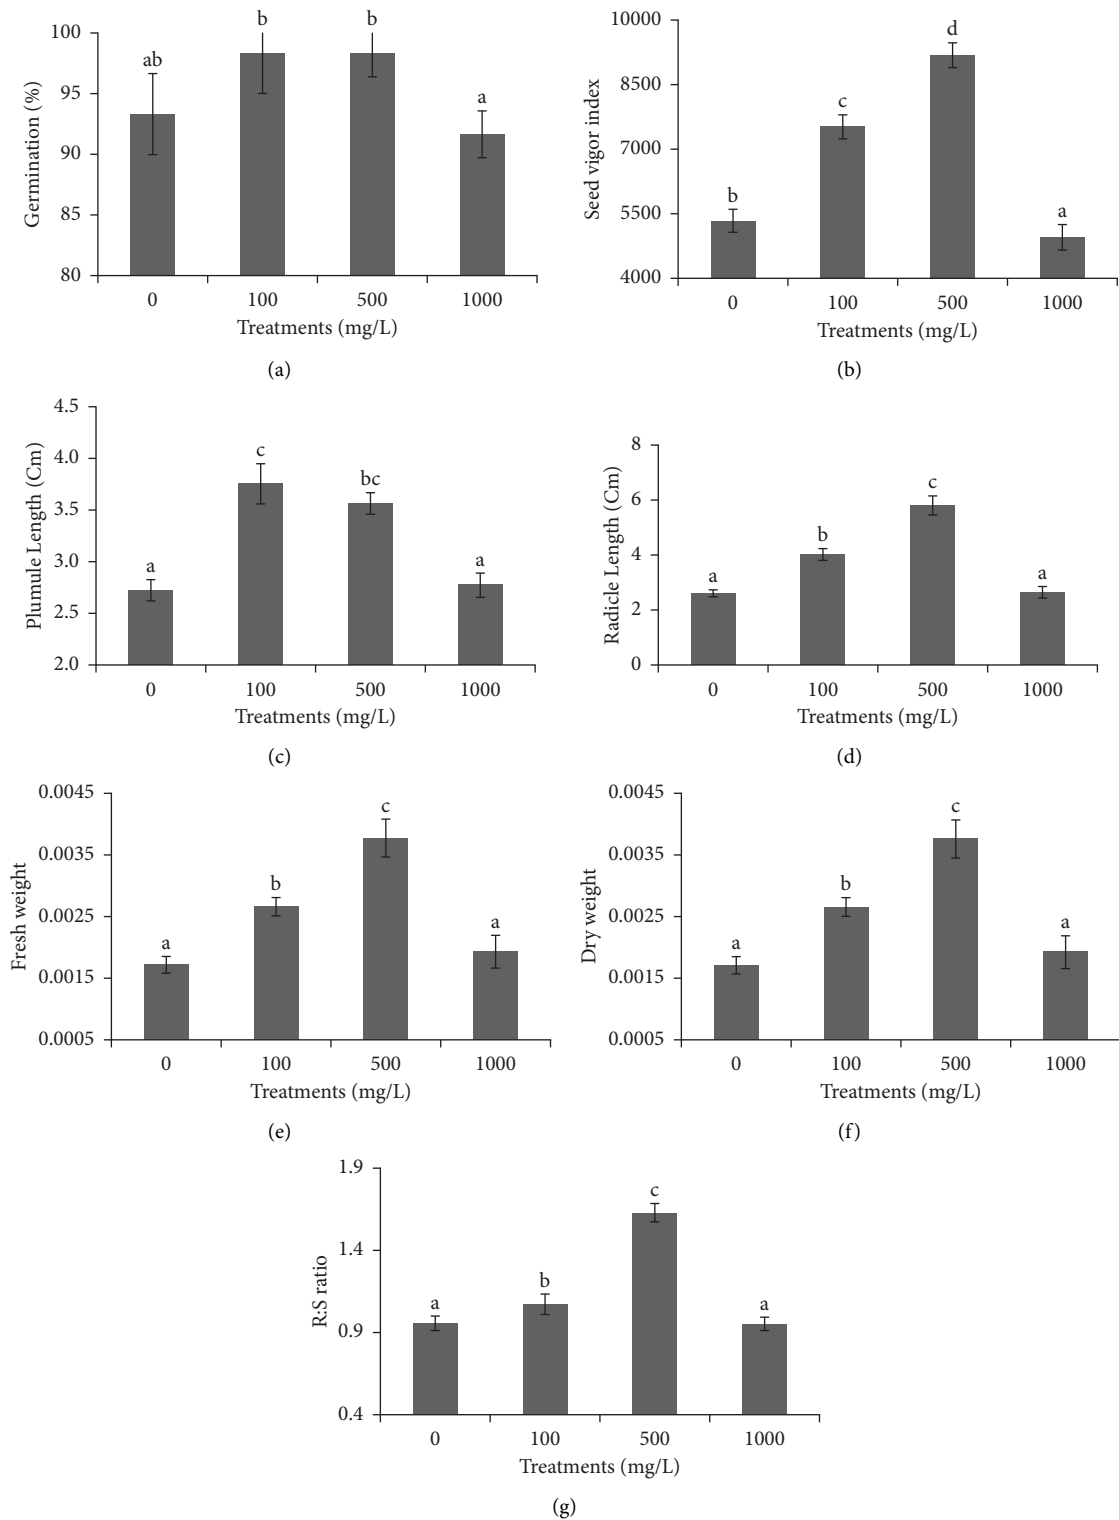 100
95
90
85
80
Germination (%)
ab
b
b
a
0 100 500 1000
Treatments (mg/L)
(a)
10000
8500
7000
5500
4000
Seed vigor index
b
c
d
a
0 100 500 1000
Treatments (mg/L)
(b)
4.5
4.0
3.5
3.0
2.5
2.0
Plumule Length (Cm)
a
c
bc
a
0 100 500 1000
Treatments (mg/L)
(c)
8
6
4
2
0
Radicle Length (Cm)
a
b
c
a
0 100 500 1000
Treatments (mg/L)
(d)
0.0045
0.0035
0.0025
0.0015
0.0005
Fresh weight
a
b
c
a
0 100 500 1000
Treatments (mg/L)
(e)
0.0045
0.0035
0.0025
0.0015
0.0005
Dry weight
a
b
c
a
0 100 500 1000
Treatments (mg/L)
(f)
1.9
1.4
0.9
0.4
R:S ratio
a
b
c
a
0 100 500 1000
Treatments (mg/L)
(g)